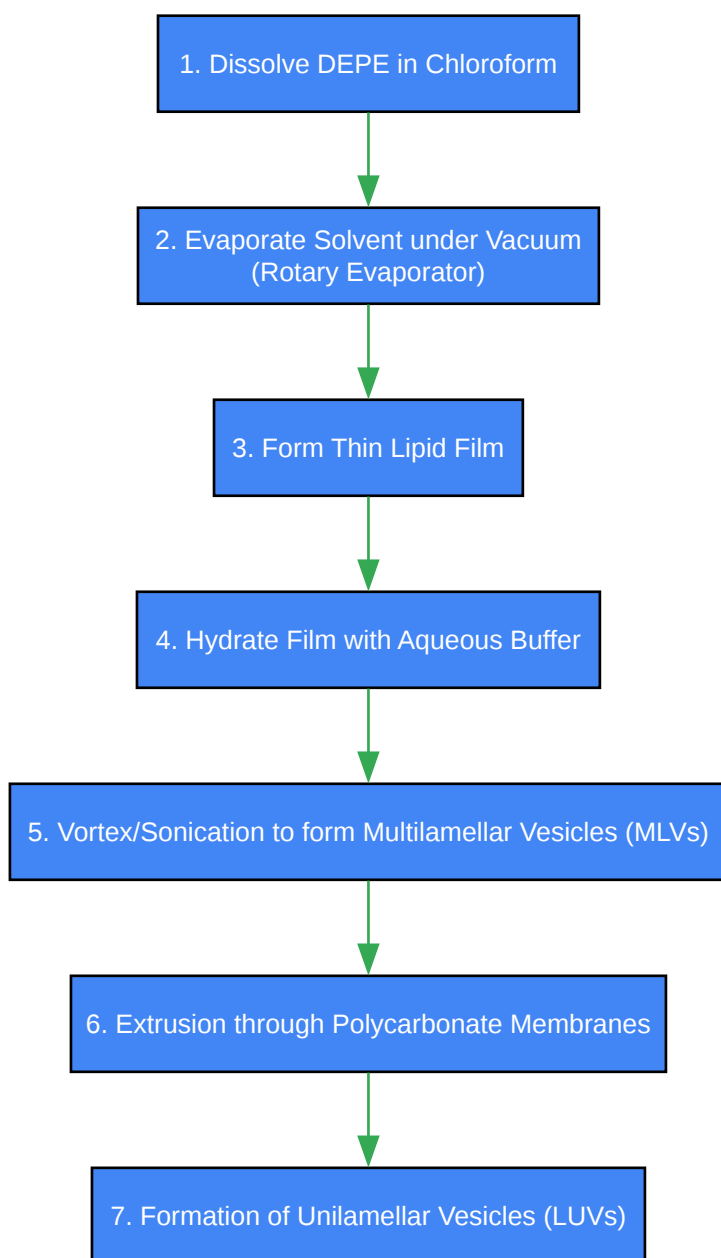 1. Dissolve DEPE in Chloroform
2. Evaporate Solvent under Vacuum
(Rotary Evaporator)
3. Form Thin Lipid Film
4. Hydrate Film with Aqueous Buffer
5. Vortex/Sonication to form Multilamellar Vesicles (MLVs)
6. Extrusion through Polycarbonate Membranes
7. Formation of Unilamellar Vesicles (LUVs)